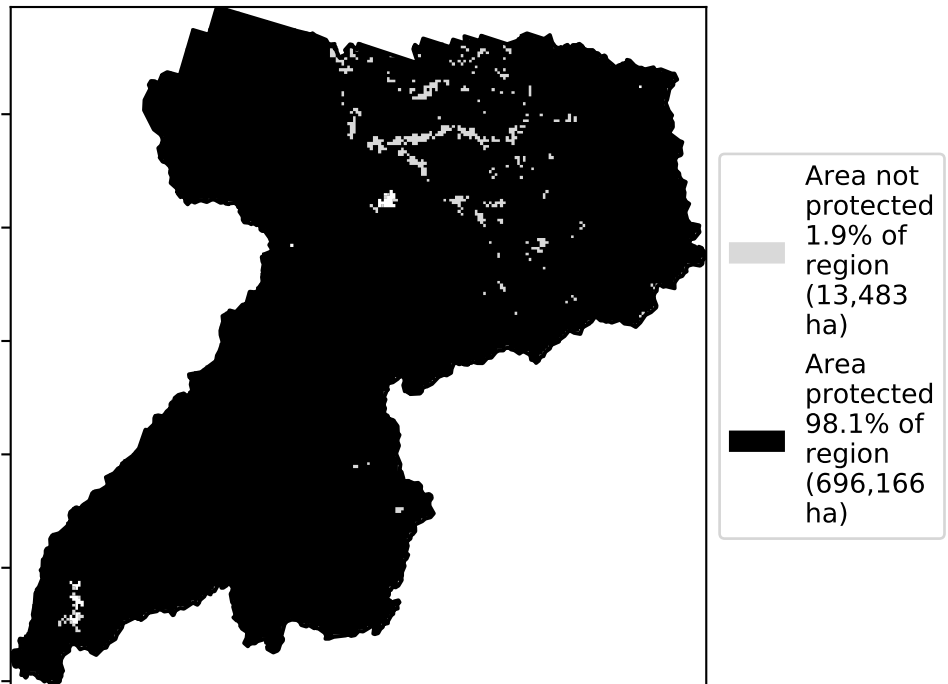 Area not
protected
1.9% of
region
(13,483
ha)
Area
protected
98.1% of
region
(696,166
ha)